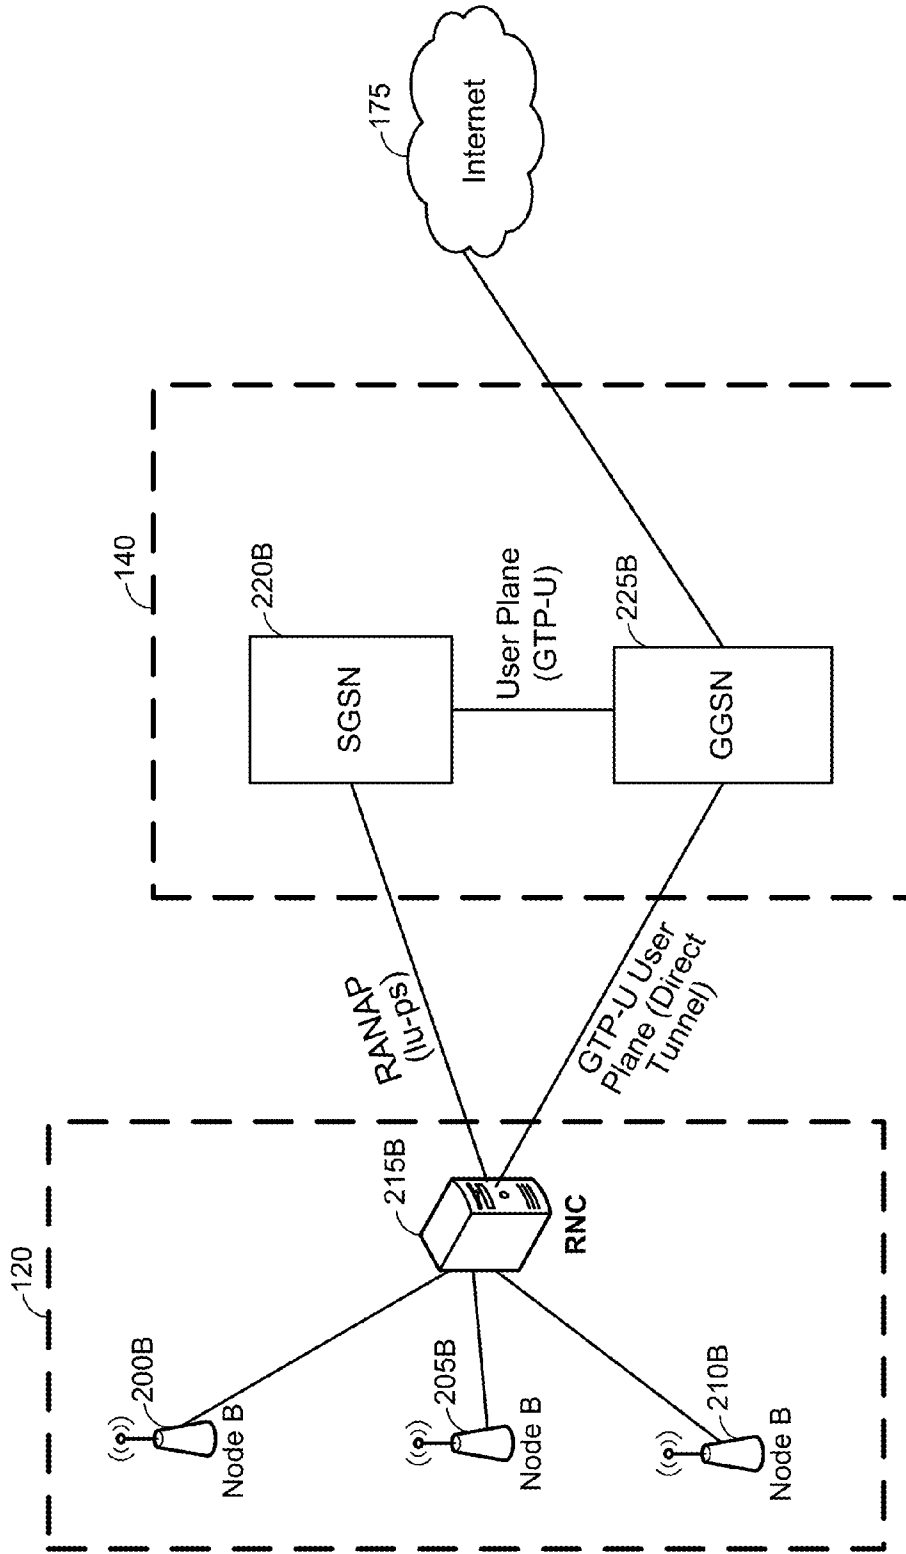 120
140
175
200B
Node B
205B
Node B
210B
Node B
215B
RNC
RANAP
(Iu-ps)
GTP-U User
Plane (Direct
Tunnel)
220B
SGSN
User Plane
(GTP-U)
225B
GGSN
Internet